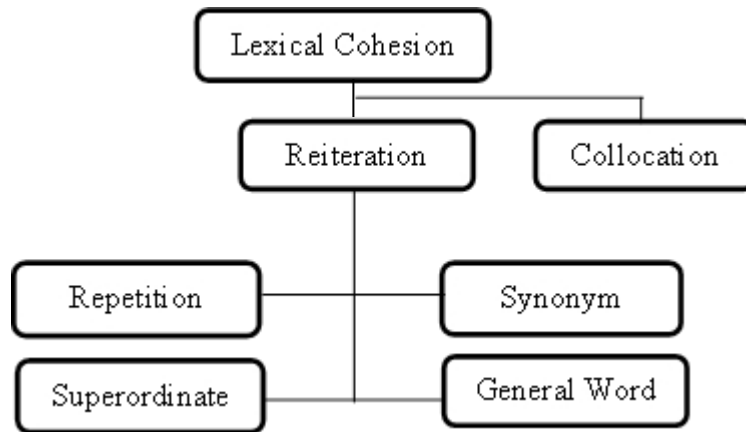 Lexical Cohesion
Reiteration
Collocation
Repetition
Synonym
Superordinate
General Word